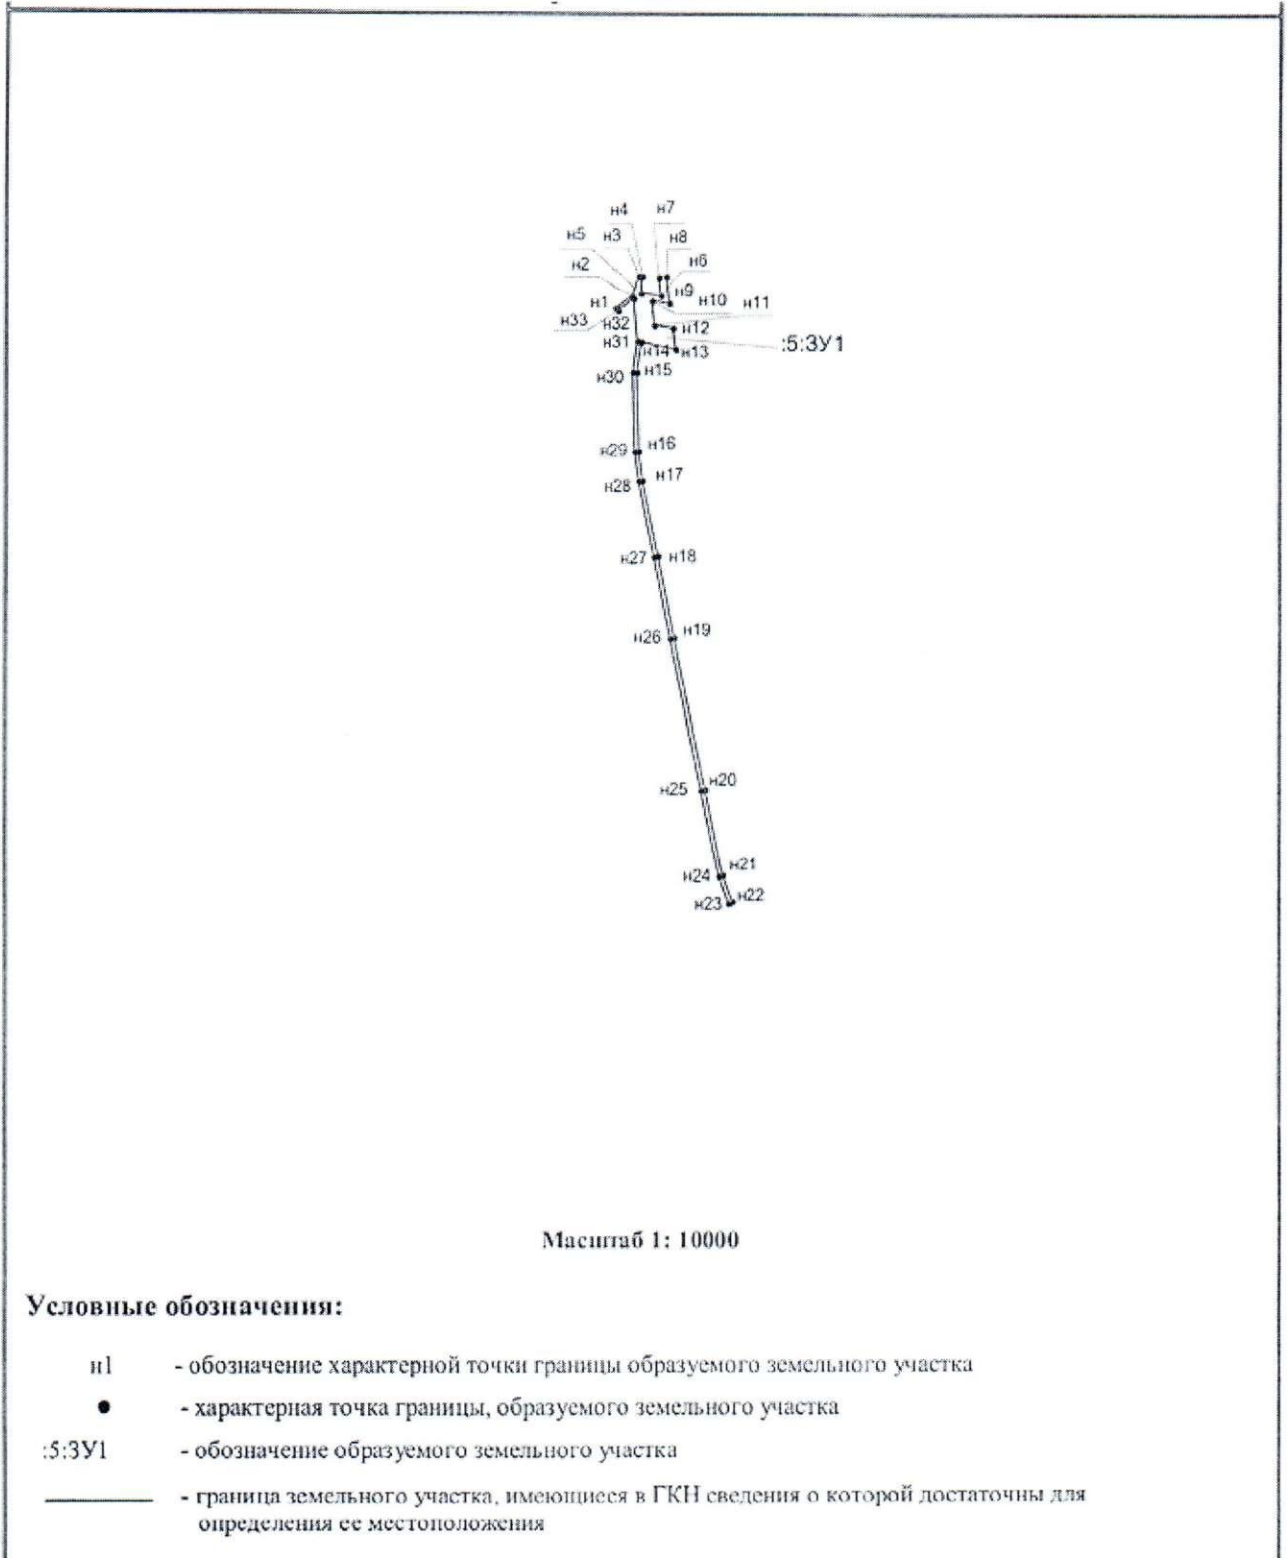 н4 н7
н5 н3 н8
н2 н6
н1 н9 н10 н11
н33 н32 н12
н31 н14 н13 :5:ЗУ1
н30 н15
н29 н16
н28 н17
н27 н18
н26 н19
н25 н20
н24 н21
н23 н22
Масштаб 1: 10000
Условные обозначения:
н1 - обозначение характерной точки границы образуемого земельного участка
- характерная точка границы, образуемого земельного участка
:5:ЗУ1 - обозначение образуемого земельного участка
- граница земельного участка, имеющиеся в ГКН сведения о которой достаточны для
определения ее местоположения